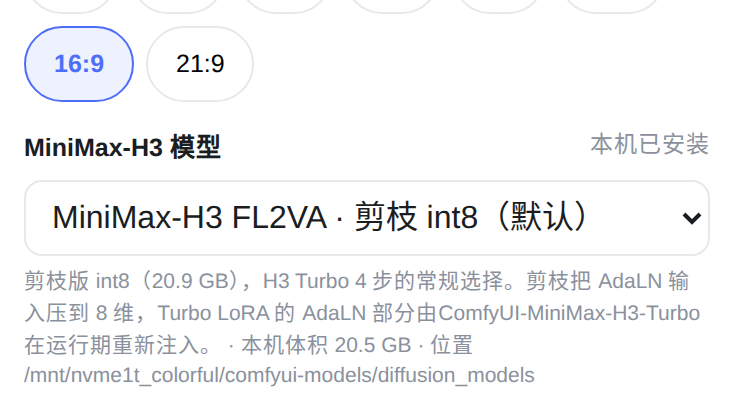 16:9
21:9
MiniMax-H3 模型
本机已安装
MiniMax-H3 FL2VA · 剪枝 int8（默认）
剪枝版 int8（20.9 GB），H3 Turbo 4 步的常规选择。剪枝把 AdaLN 输
入压到 8 维，Turbo LoRA 的 AdaLN 部分由ComfyUI-MiniMax-H3-Turbo
在运行期重新注入。 · 本机体积 20.5 GB · 位置
/mnt/nvme1t_colorful/comfyui-models/diffusion_models